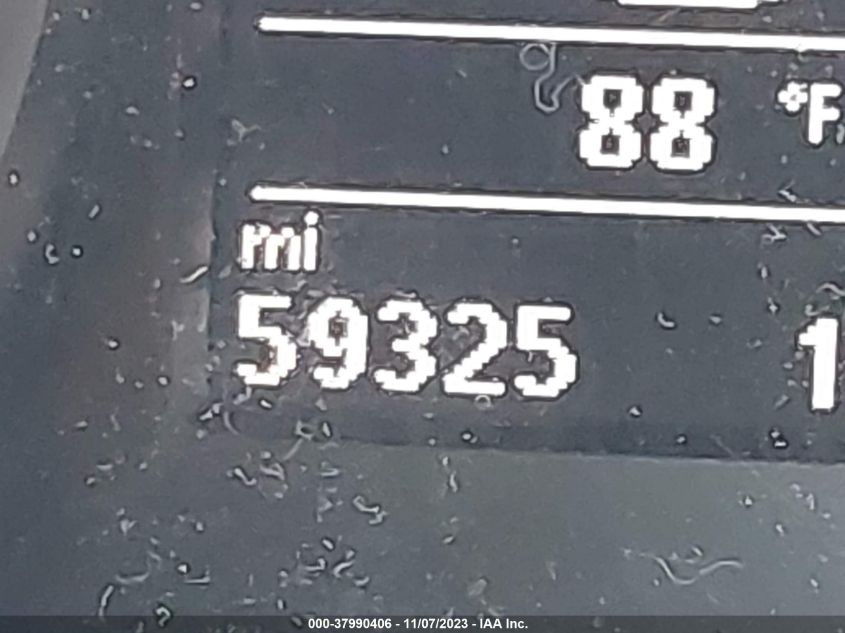 88 °F
mi
59325 1
000-37990406 - 11/07/2023 - IAA Inc.